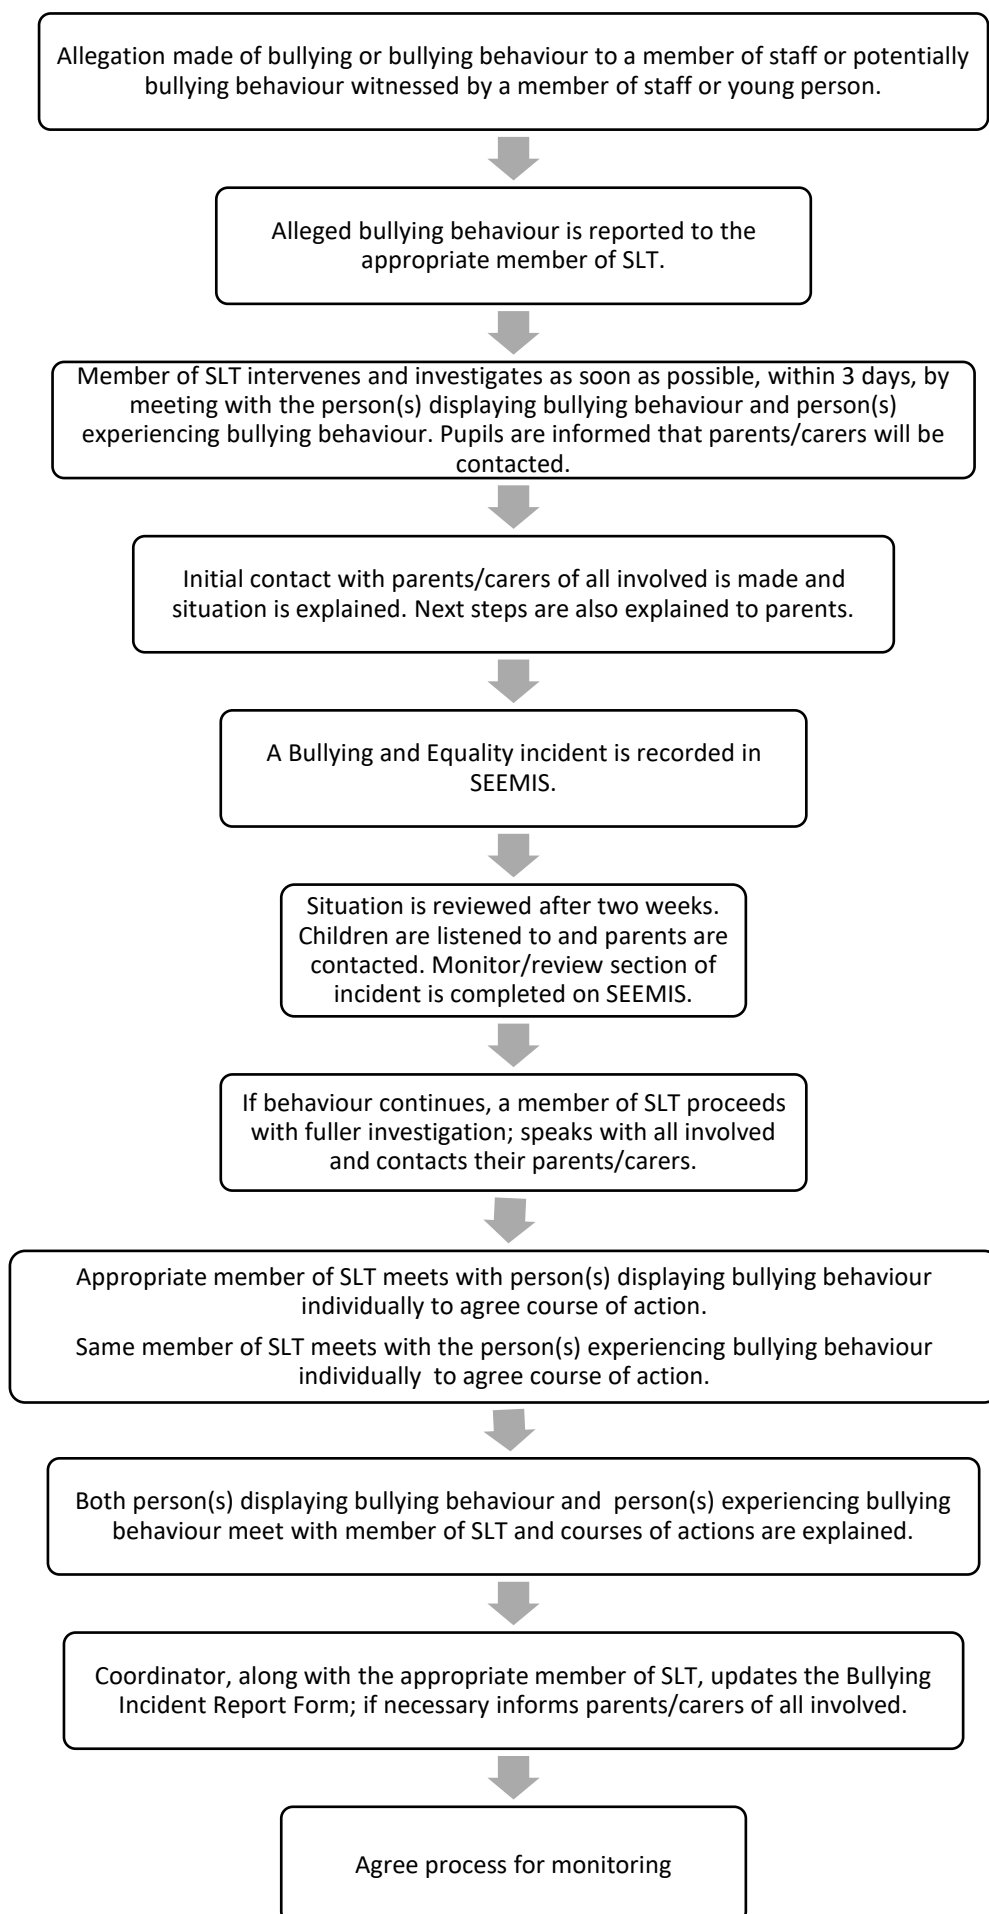 Allegation made of bullying or bullying behaviour to a member of staff or potentially
bullying behaviour witnessed by a member of staff or young person.
Alleged bullying behaviour is reported to the
appropriate member of SLT.
Member of SLT intervenes and investigates as soon as possible, within 3 days, by
meeting with the person(s) displaying bullying behaviour and person(s)
experiencing bullying behaviour. Pupils are informed that parents/carers will be
contacted.
Initial contact with parents/carers of all involved is made and
situation is explained. Next steps are also explained to parents.
A Bullying and Equality incident is recorded in
SEEMIS.
Situation is reviewed after two weeks.
Children are listened to and parents are
contacted. Monitor/review section of
incident is completed on SEEMIS.
If behaviour continues, a member of SLT proceeds
with fuller investigation; speaks with all involved
and contacts their parents/carers.
Appropriate member of SLT meets with person(s) displaying bullying behaviour
individually to agree course of action.
Same member of SLT meets with the person(s) experiencing bullying behaviour
individually to agree course of action.
Both person(s) displaying bullying behaviour and person(s) experiencing bullying
behaviour meet with member of SLT and courses of actions are explained.
Coordinator, along with the appropriate member of SLT, updates the Bullying
Incident Report Form; if necessary informs parents/carers of all involved.
Agree process for monitoring